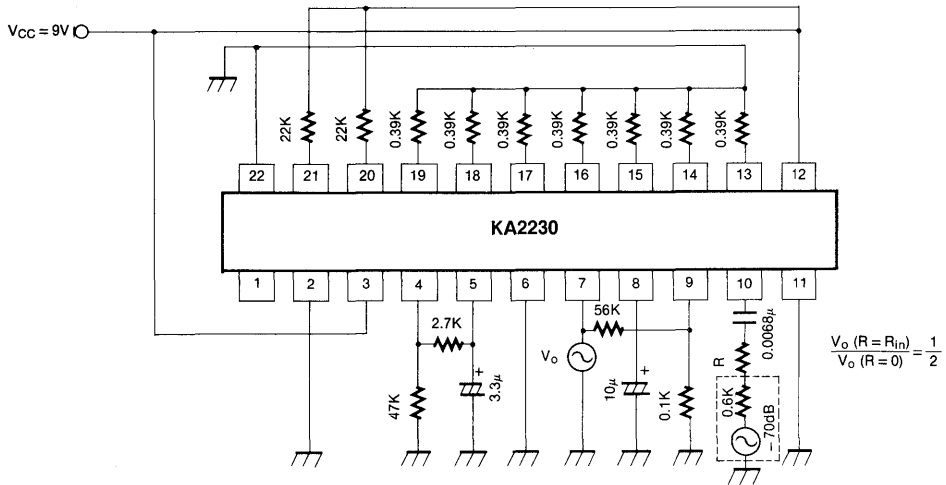 VCC = 9V
22K
22K
0.39K
0.39K
0.39K
0.39K
0.39K
0.39K
0.39K
22
21
20
19
18
17
16
15
14
13
12
KA2230
1
2
3
4
5
6
7
8
9
10
11
2.7K
56K
0.0068μ
Vo (R = Rin)
Vo (R = 0)
= 1
2
R
Vo
+
3.3μ
+
10μ
47K
0.1K
0.6K
−70dB